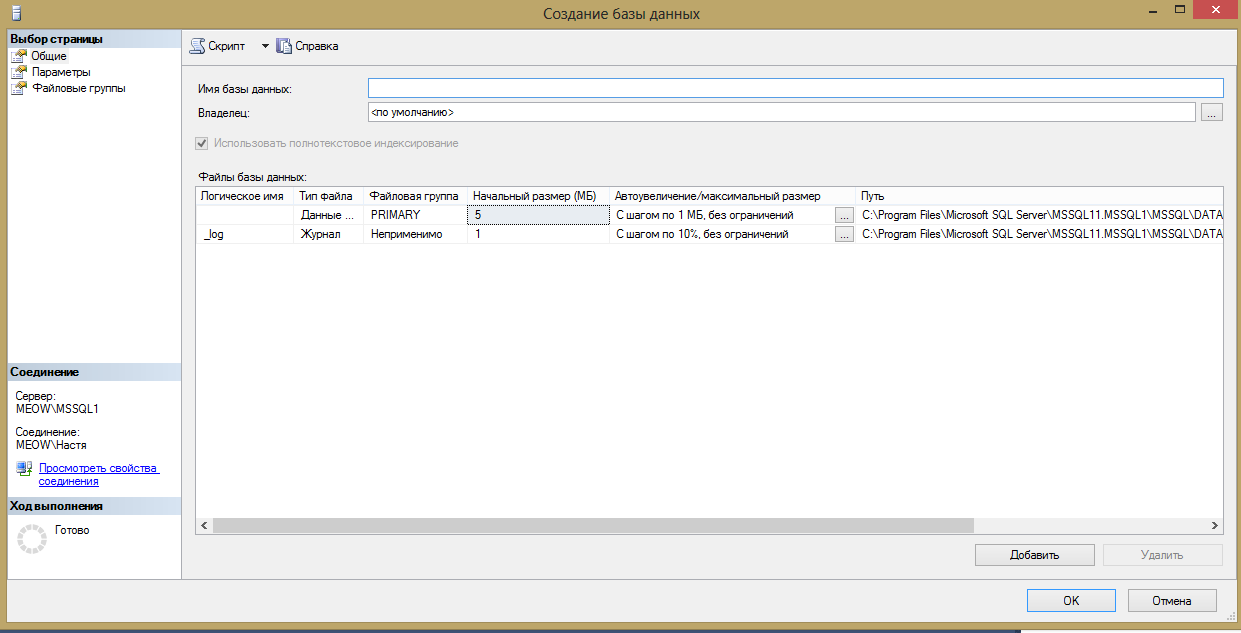 Создание базы данных
Выбор страницы
Общие
Параметры
Файловые группы
Скрипт
Справка
Имя базы данных:
Владелец:
<по умолчанию>
...
Использовать полнотекстовое индексирование
Файлы базы данных:
Логическое имя Тип файла Файловая группа Начальный размер (МБ) Автоувеличение/максимальный размер Путь
Данные ... PRIMARY 5 С шагом по 1 МБ, без ограничений ... C:\Program Files\Microsoft SQL Server\MSSQL11.MSSQL1\MSSQL\DATA
_log Журнал Неприменимо 1 С шагом по 10%, без ограничений ... C:\Program Files\Microsoft SQL Server\MSSQL11.MSSQL1\MSSQL\DATA
Соединение
Сервер:
MEOW\MSSQL1
Соединение:
MEOW\Настя
Просмотреть свойства
соединения
Ход выполнения
Готово
Добавить
Удалить
OK
Отмена